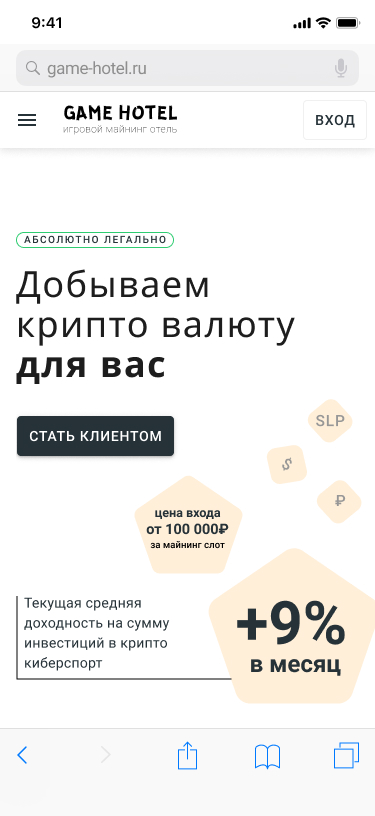 9:41
game-hotel.ru
GAME HOTEL
игровой майнинг отель
ВХОД
АБСОЛЮТНО ЛЕГАЛЬНО
Добываем
крипто валюту
для вас
СТАТЬ КЛИЕНТОМ
SLP
$
₽
цена входа
от 100 000₽
за майнинг слот
Текущая средняя
доходность на сумму
инвестиций в крипто
киберспорт
+9%
в месяц